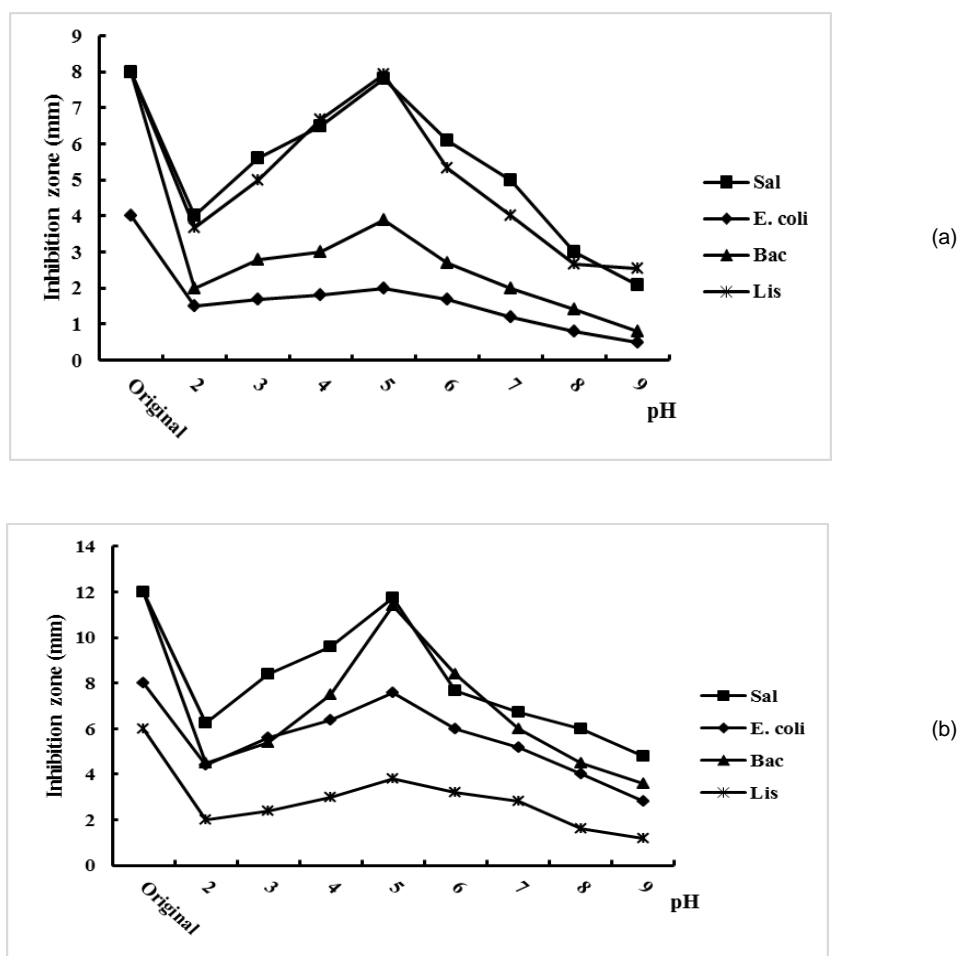 9
8
7
6
5
4
3
2
1
0
Inhibition zone (mm)
Original 2 3 4 5 6 7 8 9
pH
Sal
E. coli
Bac
Lis
(a)
14
12
10
8
6
4
2
0
Inhibition zone (mm)
Original 2 3 4 5 6 7 8 9
pH
Sal
E. coli
Bac
Lis
(b)